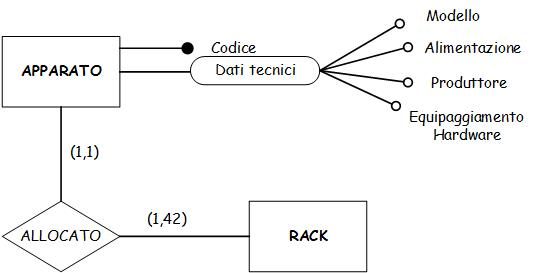 Modello
Codice
Alimentazione
APPARATO
Dati tecnici
Produttore
Equipaggiamento
Hardware
(1,1)
(1,42)
ALLOCATO
RACK